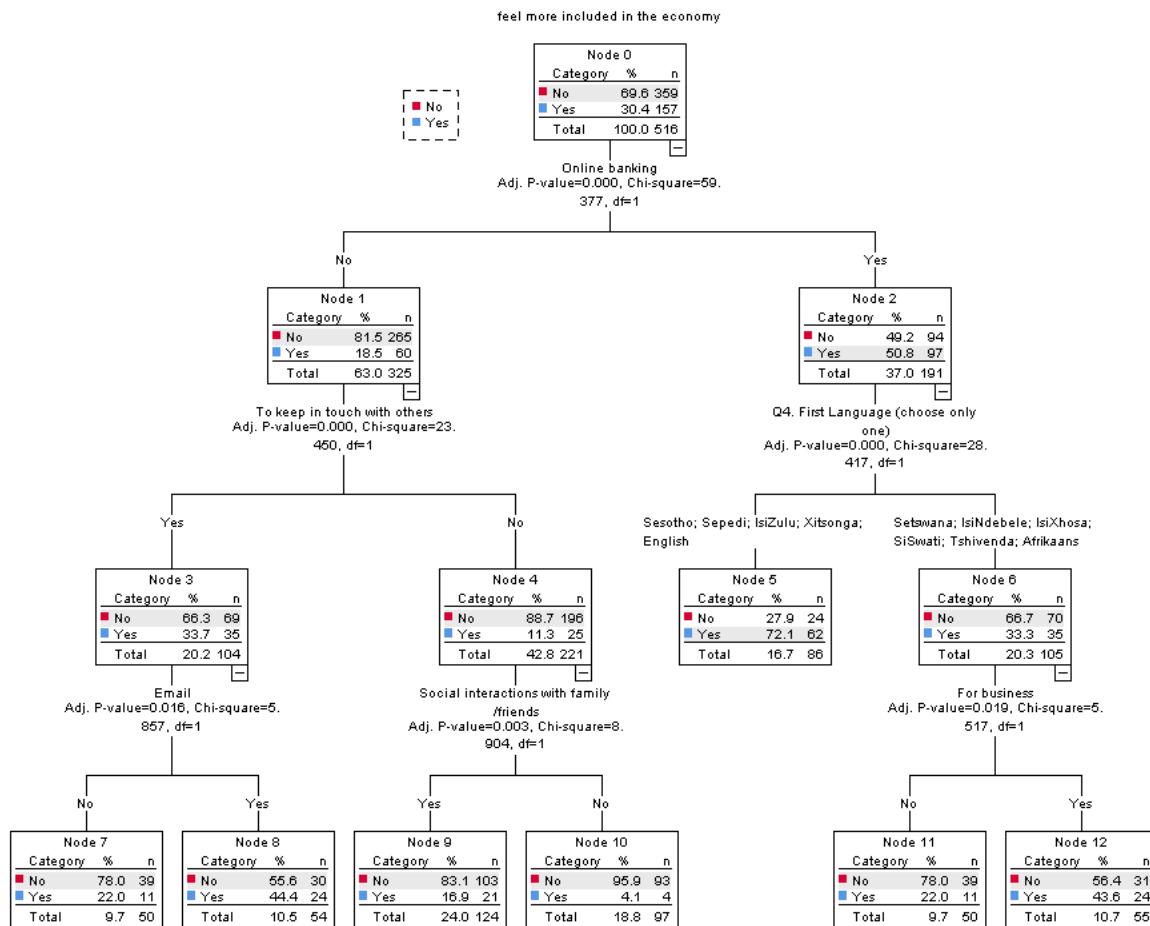 feel more included in the economy
Node 0
Category % n
No 69.6 359
Yes 30.4 157
Total 100.0 516
No
Yes
Online banking
Adj. P-value=0.000, Chi-square=59.
377, df=1
No
Yes
Node 1
Category % n
No 81.5 265
Yes 18.5 60
Total 63.0 325
Node 2
Category % n
No 49.2 94
Yes 50.8 97
Total 37.0 191
To keep in touch with others
Adj. P-value=0.000, Chi-square=23.
450, df=1
Q4. First Language (choose only
one)
Adj. P-value=0.000, Chi-square=28.
417, df=1
Yes
No
Sesotho; Sepedi; IsiZulu; Xitsonga;
English
Setswana; IsiNdebele; IsiXhosa;
SiSwati; Tshivenda; Afrikaans
Node 3
Category % n
No 66.3 69
Yes 33.7 35
Total 20.2 104
Node 4
Category % n
No 88.7 196
Yes 11.3 25
Total 42.8 221
Node 5
Category % n
No 27.9 24
Yes 72.1 62
Total 16.7 86
Node 6
Category % n
No 66.7 70
Yes 33.3 35
Total 20.3 105
Email
Adj. P-value=0.016, Chi-square=5.
857, df=1
Social interactions with family
/friends
Adj. P-value=0.003, Chi-square=8.
904, df=1
For business
Adj. P-value=0.019, Chi-square=5.
517, df=1
No
Yes
Yes
No
No
Yes
Node 7
Category % n
No 78.0 39
Yes 22.0 11
Total 9.7 50
Node 8
Category % n
No 55.6 30
Yes 44.4 24
Total 10.5 54
Node 9
Category % n
No 83.1 103
Yes 16.9 21
Total 24.0 124
Node 10
Category % n
No 95.9 93
Yes 4.1 4
Total 18.8 97
Node 11
Category % n
No 78.0 39
Yes 22.0 11
Total 9.7 50
Node 12
Category % n
No 56.4 31
Yes 43.6 24
Total 10.7 55